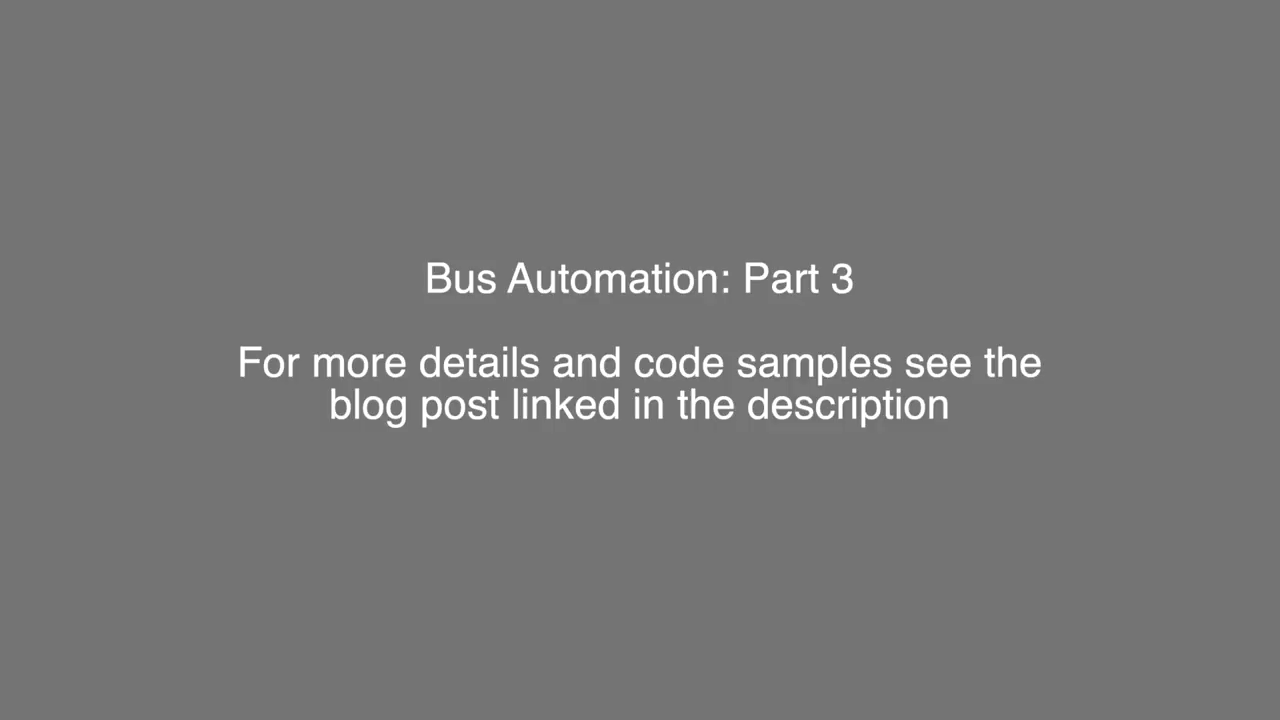 Bus Automation: Part 3
For more details and code samples see the
blog post linked in the description